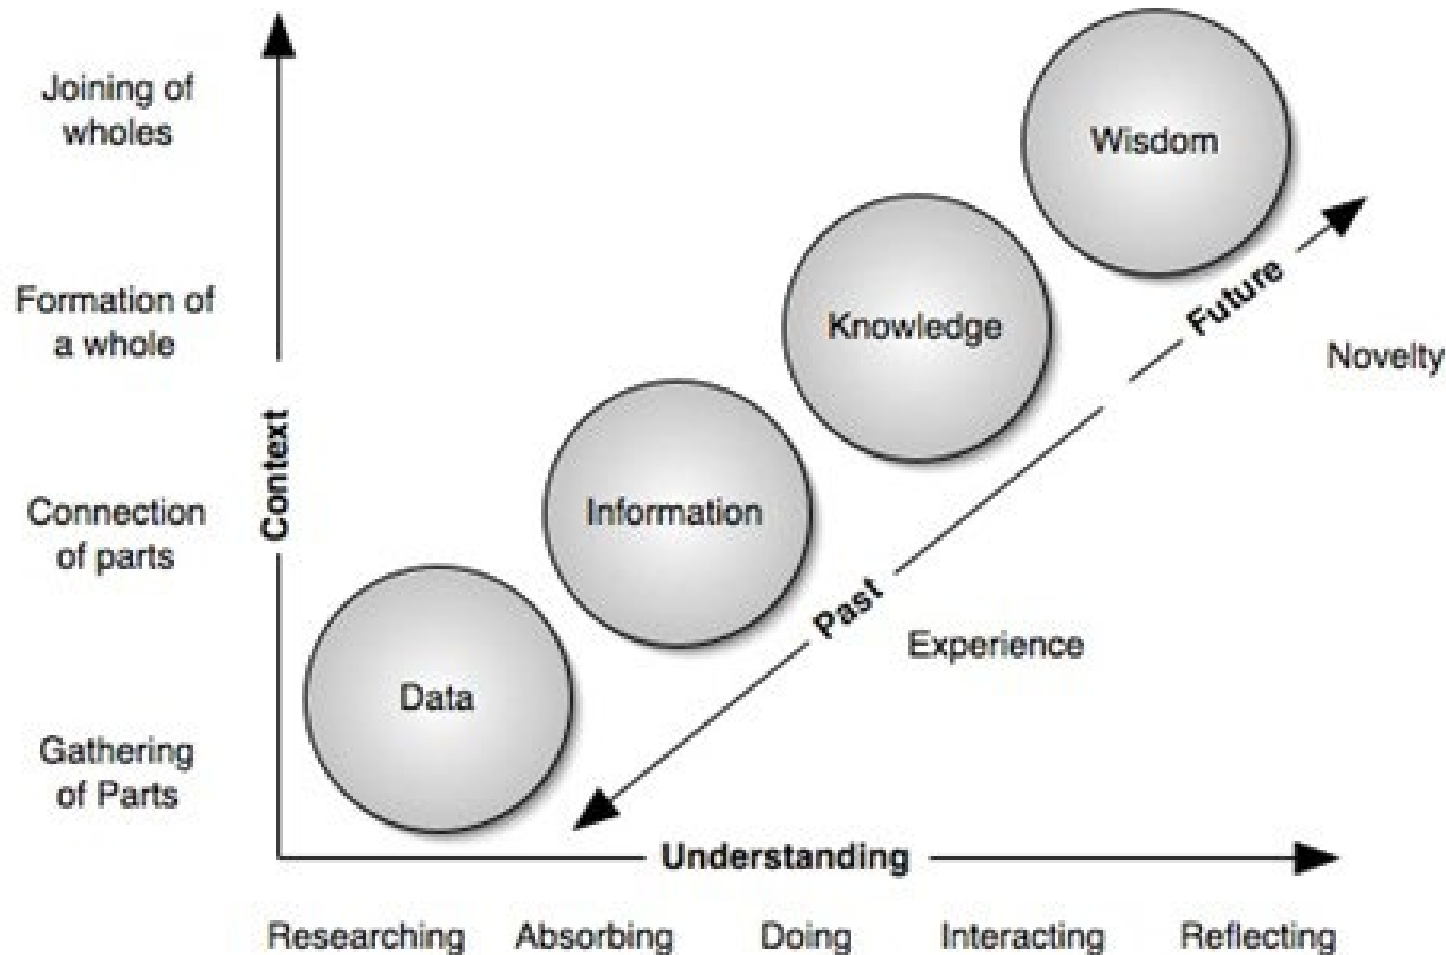 Joining of
wholes
Wisdom
Formation of
a whole
Knowledge
Future
Novelty
Context
Connection
of parts
Information
Past
Experience
Data
Gathering
of Parts
Understanding
Researching Absorbing Doing Interacting Reflecting